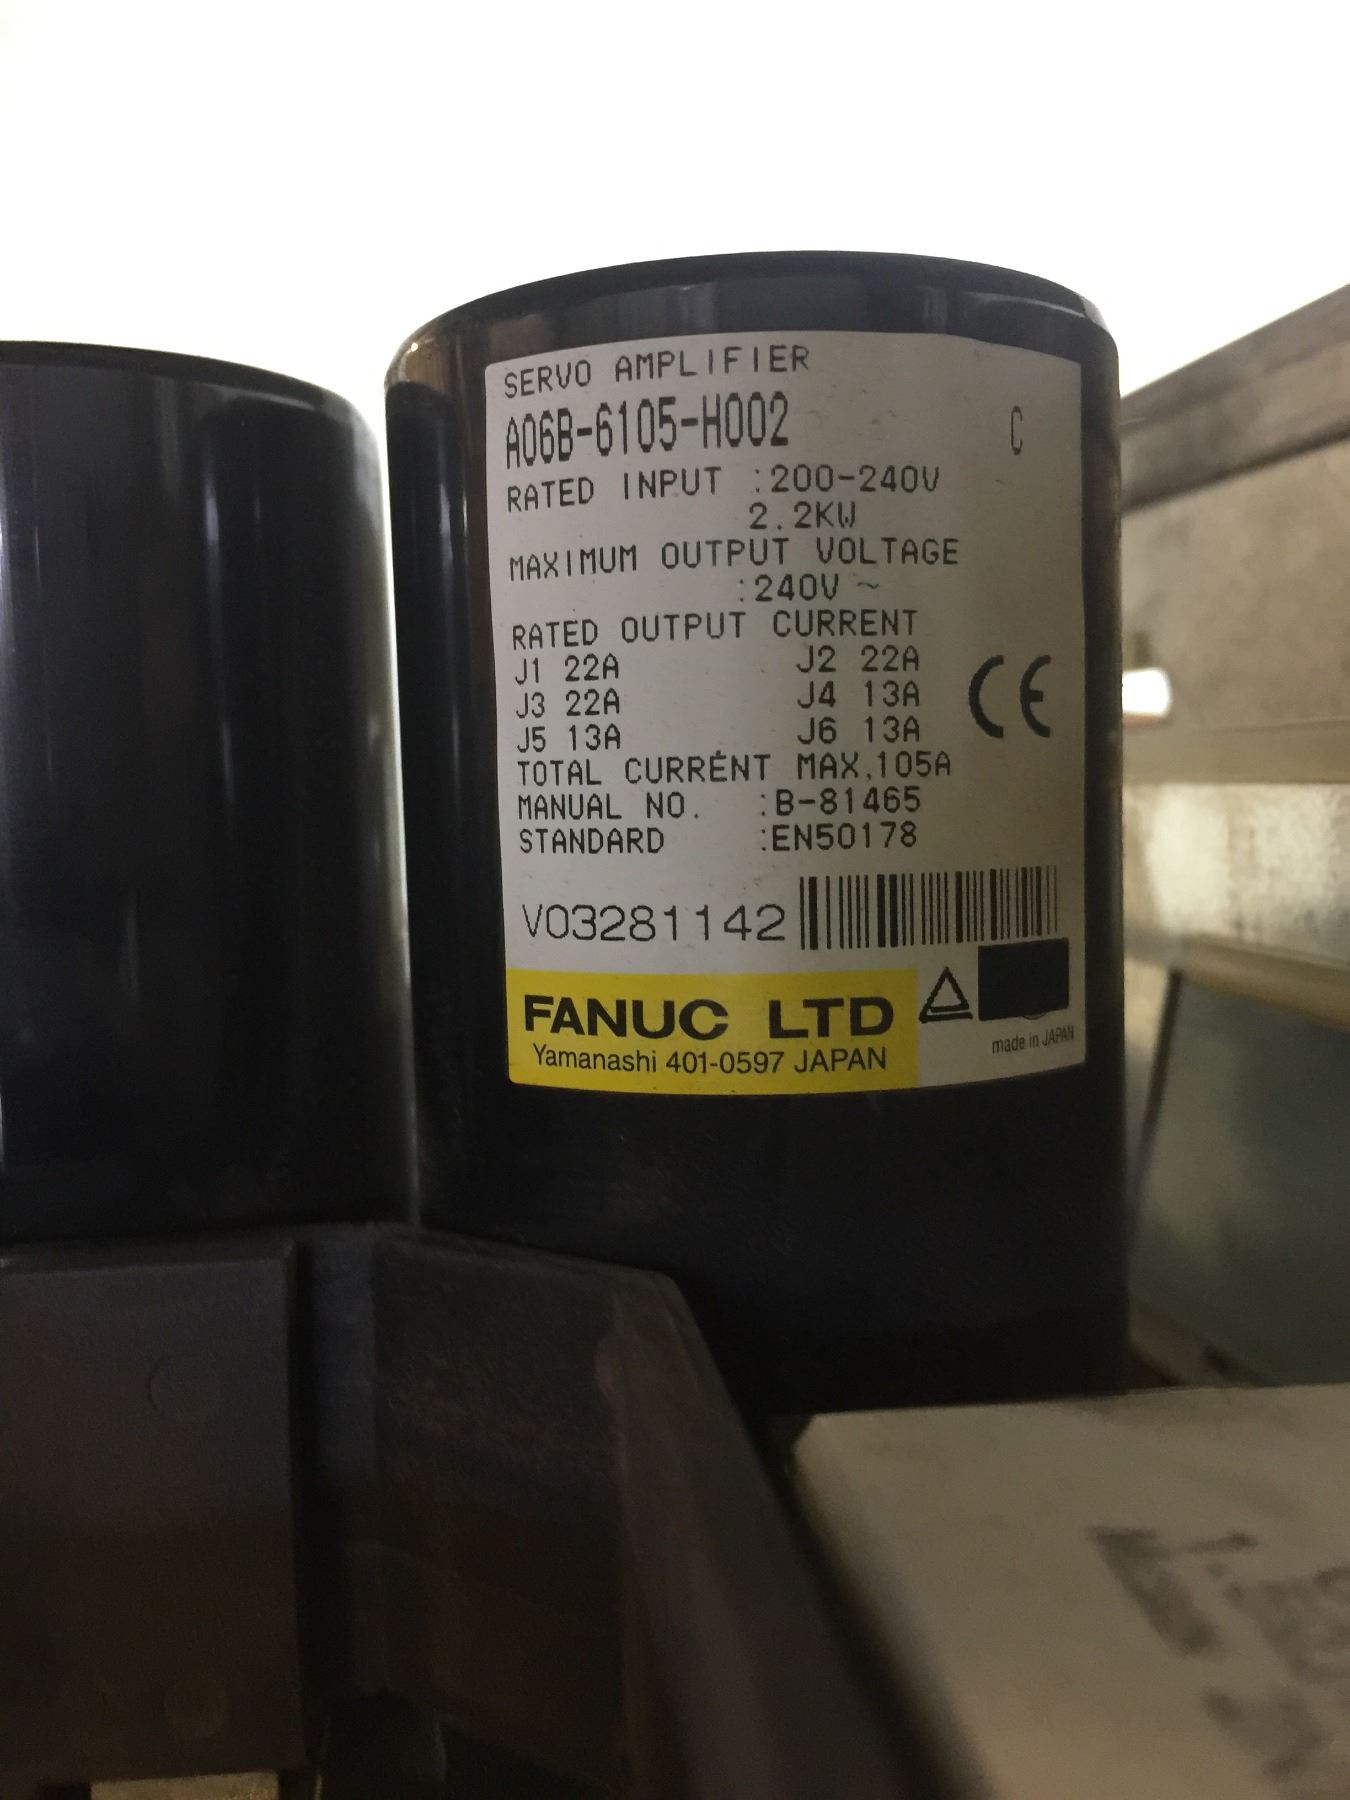 SERVO AMPLIFIER
A06B-6105-H002 C
RATED INPUT :200-240V
2.2KW
MAXIMUM OUTPUT VOLTAGE
:240V ~
RATED OUTPUT CURRENT
J1 22A J2 22A
J3 22A J4 13A
J5 13A J6 13A
TOTAL CURRENT MAX.105A
MANUAL NO. :B-81465
STANDARD :EN50178
CE
V03281142
FANUC LTD
Yamanashi 401-0597 JAPAN
made in JAPAN